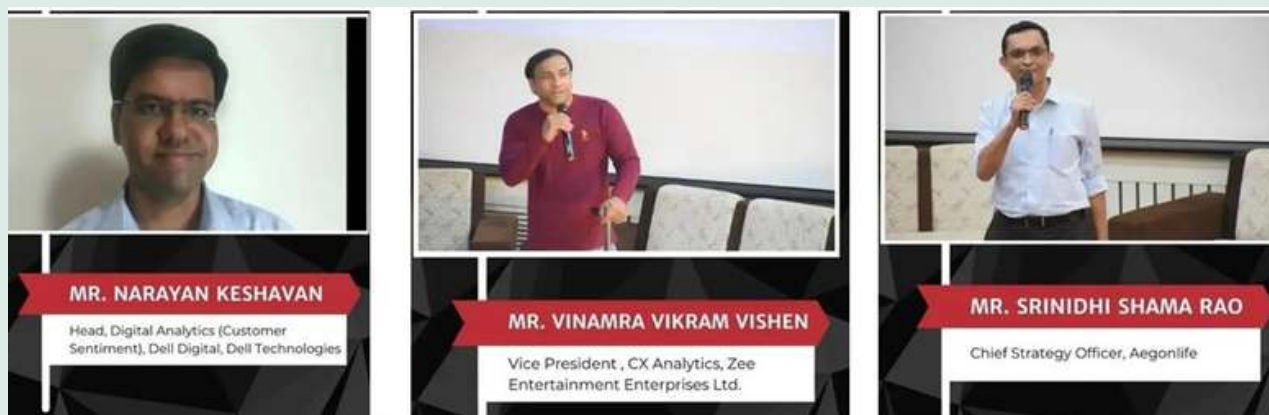 MR. NARAYAN KESHAVAN
Head, Digital Analytics (Customer
Sentiment), Dell Digital, Dell Technologies
MR. VINAMRA VIKRAM VISHEN
Vice President , CX Analytics, Zee
Entertainment Enterprises Ltd.
MR. SRINIDHI SHAMA RAO
Chief Strategy Officer, Aegonlife